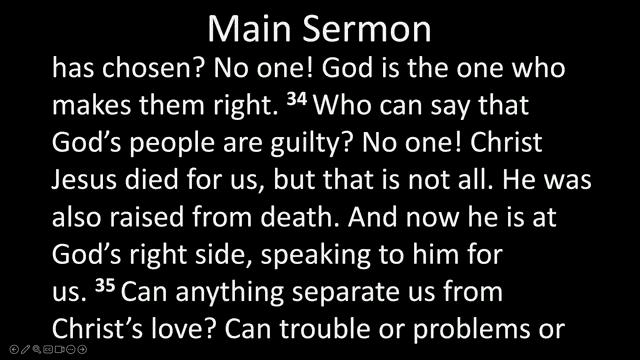 Main Sermon
has chosen? No one! God is the one who
makes them right. 34 Who can say that
God’s people are guilty? No one! Christ
Jesus died for us, but that is not all. He was
also raised from death. And now he is at
God’s right side, speaking to him for
us. 35 Can anything separate us from
Christ’s love? Can trouble or problems or